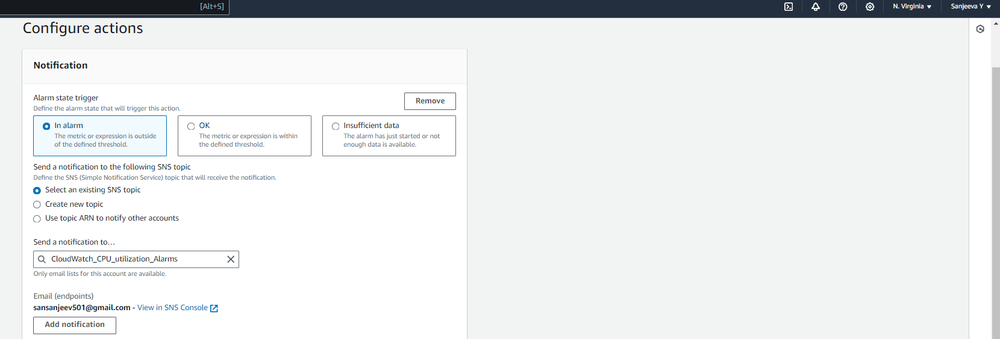 [Alt+S]
N. Virginia
Sanjeeva Y
Configure actions
Notification
Alarm state trigger
Define the alarm state that will trigger this action.
Remove
In alarm
The metric or expression is outside
of the defined threshold.
OK
The metric or expression is within
the defined threshold.
Insufficient data
The alarm has just started or not
enough data is available.
Send a notification to the following SNS topic
Define the SNS (Simple Notification Service) topic that will receive the notification.
Select an existing SNS topic
Create new topic
Use topic ARN to notify other accounts
Send a notification to...
CloudWatch_CPU_utilization_Alarms
Only email lists for this account are available.
Email (endpoints)
sansanjeev501@gmail.com - View in SNS Console
Add notification